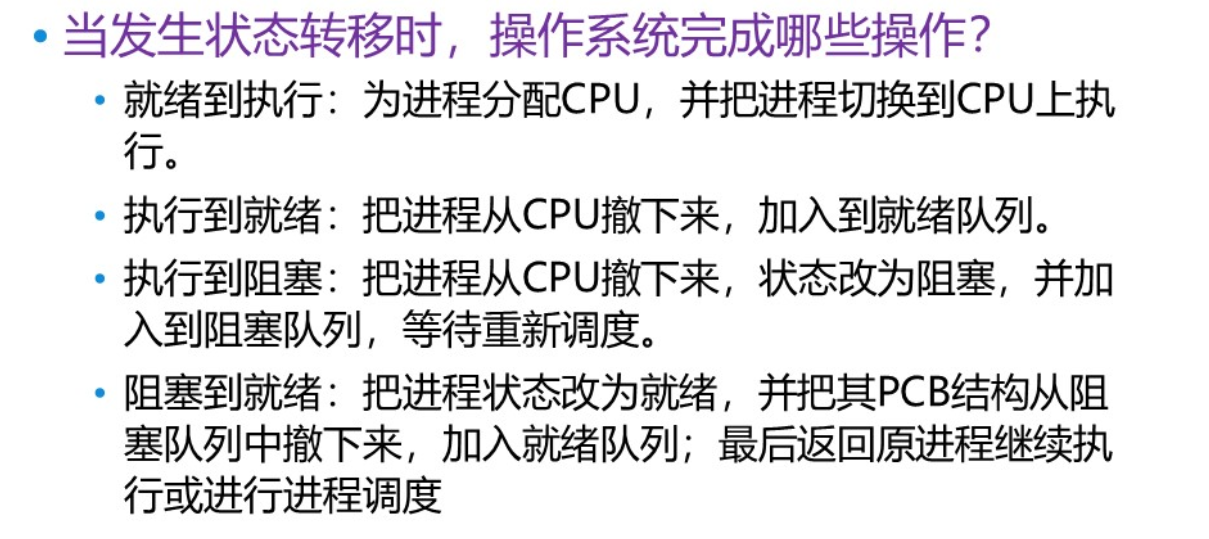 • 当发生状态转移时，操作系统完成哪些操作？
• 就绪到执行：为进程分配CPU，并把进程切换到CPU上执
行。
• 执行到就绪：把进程从CPU撤下来，加入到就绪队列。
• 执行到阻塞：把进程从CPU撤下来，状态改为阻塞，并加
入到阻塞队列，等待重新调度。
• 阻塞到就绪：把进程状态改为就绪，并把其PCB结构从阻
塞队列中撤下来，加入就绪队列；最后返回原进程继续执
行或进行进程调度